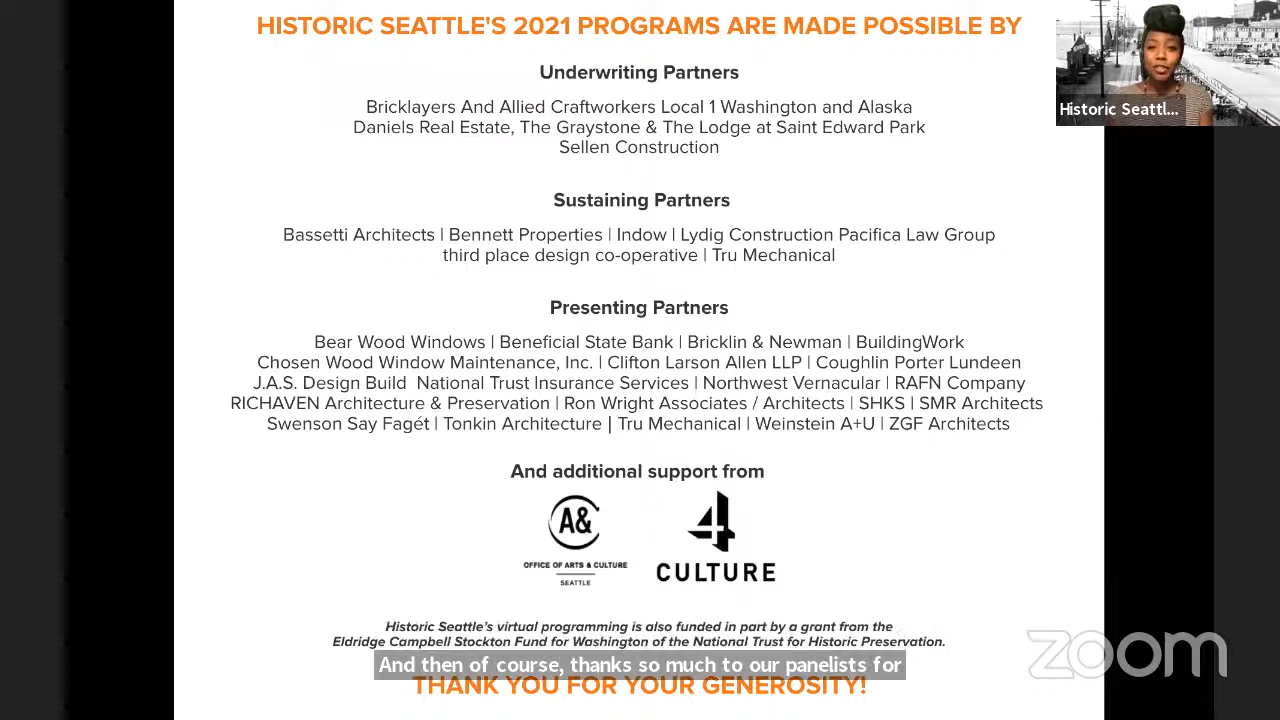 HISTORIC SEATTLE'S 2021 PROGRAMS ARE MADE POSSIBLE BY
Historic Seattl...
Underwriting Partners
Bricklayers And Allied Craftworkers Local 1 Washington and Alaska
Daniels Real Estate, The Graystone & The Lodge at Saint Edward Park
Sellen Construction
Sustaining Partners
Bassetti Architects | Bennett Properties | Indow | Lydig Construction Pacifica Law Group
third place design co-operative | Tru Mechanical
Presenting Partners
Bear Wood Windows | Beneficial State Bank | Bricklin & Newman | BuildingWork
Chosen Wood Window Maintenance, Inc. | Clifton Larson Allen LLP | Coughlin Porter Lundeen
J.A.S. Design Build  National Trust Insurance Services | Northwest Vernacular | RAFN Company
RICHAVEN Architecture & Preservation | Ron Wright Associates / Architects | SHKS | SMR Architects
Swenson Say Fagét | Tonkin Architecture | Tru Mechanical | Weinstein A+U | ZGF Architects
And additional support from
A&
OFFICE OF ARTS & CULTURE
SEATTLE
4
CULTURE
Historic Seattle's virtual programming is also funded in part by a grant from the
Eldridge Campbell Stockton Fund for Washington of the National Trust for Historic Preservation.
And then of course, thanks so much to our panelists for
THANK YOU FOR YOUR GENEROSITY!
zoom